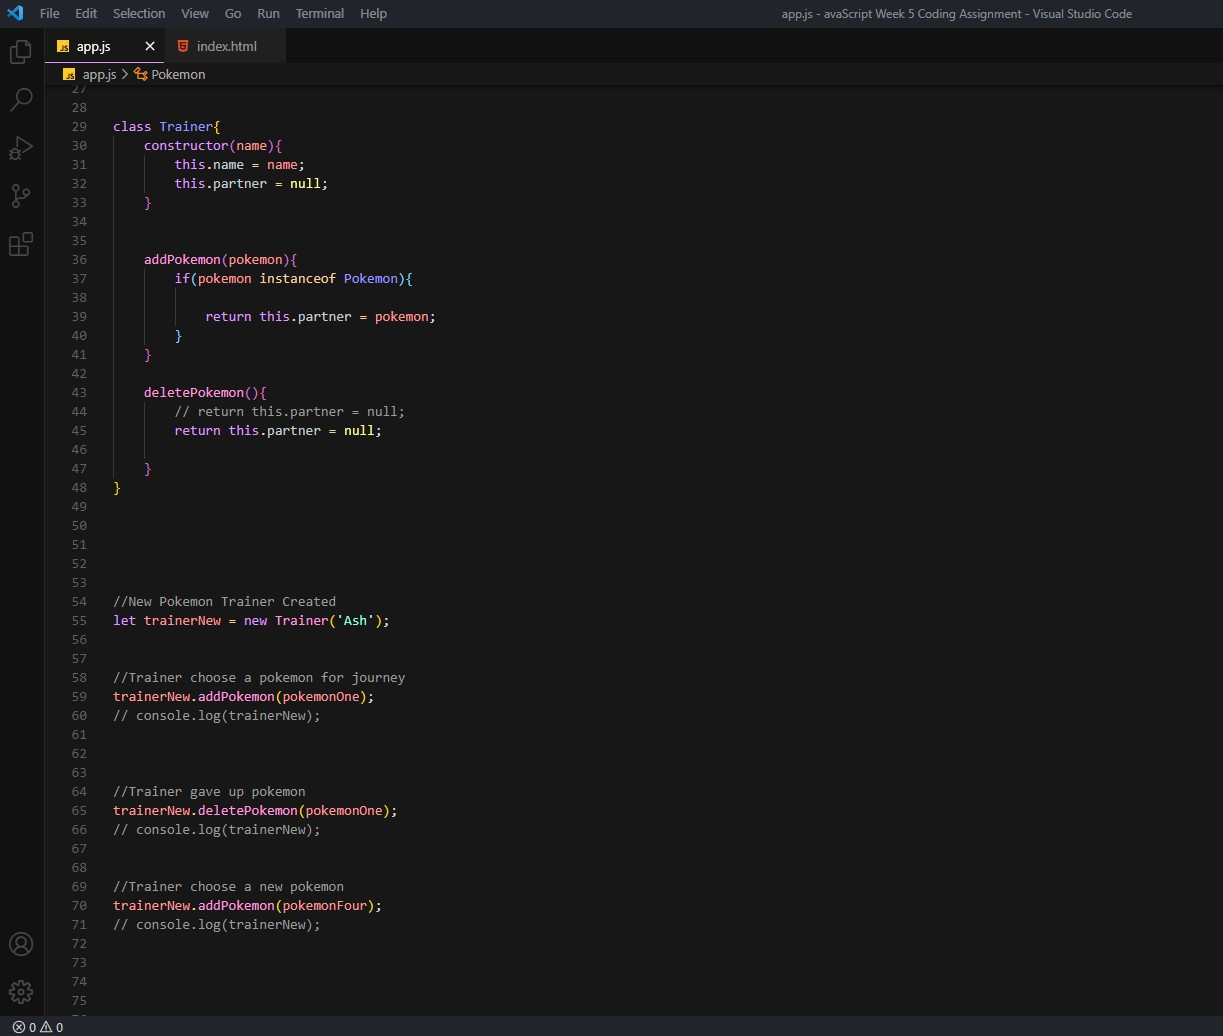 File Edit Selection View Go Run Terminal Help app.js - avaScript Week 5 Coding Assignment - Visual Studio Code
JS app.js × index.html
JS app.js > Pokemon
27
28
29 class Trainer{
30 constructor(name){
31 this.name = name;
32 this.partner = null;
33 }
34
35
36 addPokemon(pokemon){
37 if(pokemon instanceof Pokemon){
38
39 return this.partner = pokemon;
40 }
41 }
42
43 deletePokemon(){
44 // return this.partner = null;
45 return this.partner = null;
46
47 }
48 }
49
50
51
52
53
54 //New Pokemon Trainer Created
55 let trainerNew = new Trainer('Ash');
56
57
58 //Trainer choose a pokemon for journey
59 trainerNew.addPokemon(pokemonOne);
60 // console.log(trainerNew);
61
62
63
64 //Trainer gave up pokemon
65 trainerNew.deletePokemon(pokemonOne);
66 // console.log(trainerNew);
67
68
69 //Trainer choose a new pokemon
70 trainerNew.addPokemon(pokemonFour);
71 // console.log(trainerNew);
72
73
74
75
0 0